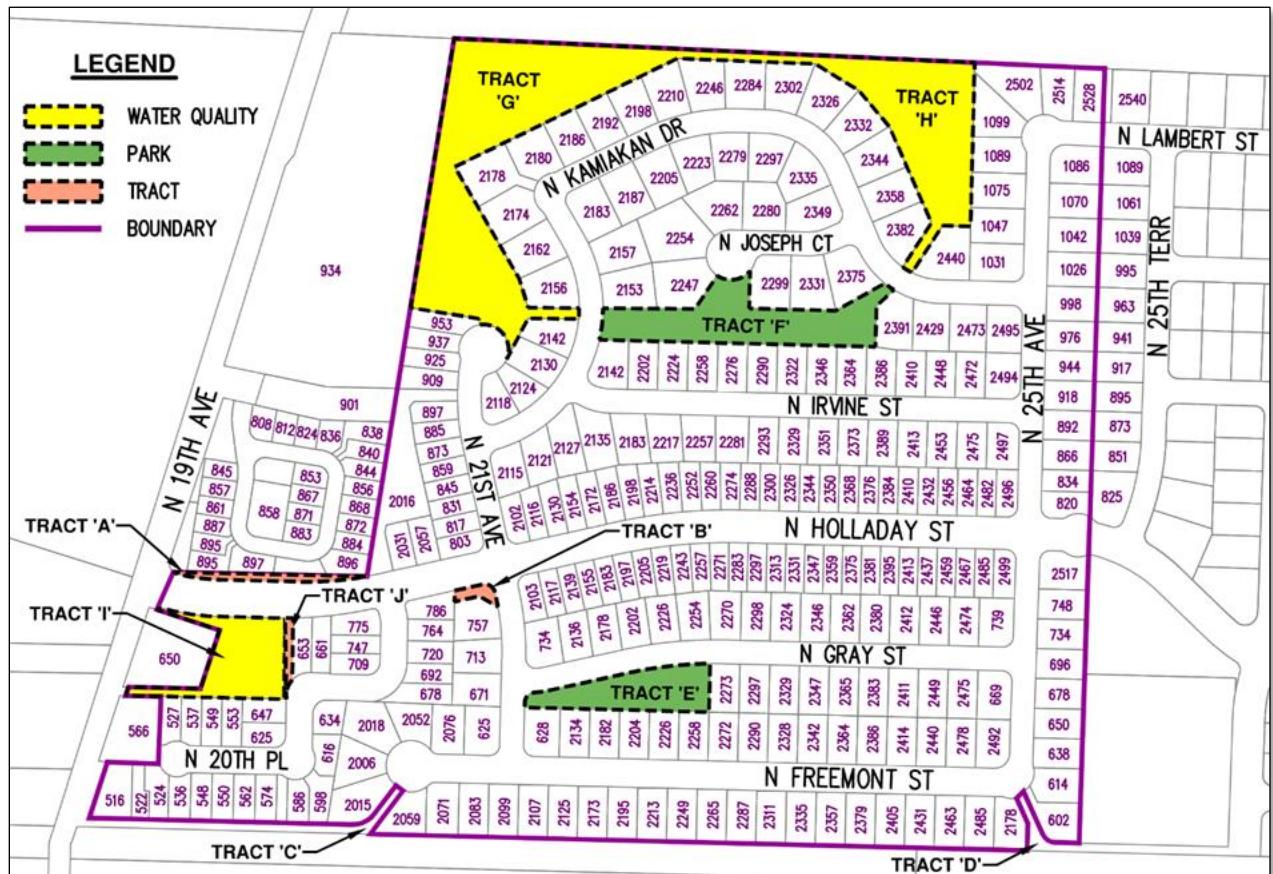 LEGEND
WATER QUALITY
PARK
TRACT
BOUNDARY
TRACT
'G'
TRACT
'H'
2246 2284 2302
2210 2326
2198 2332
2192 2344
2186 2358
2180 2382
2178
2174
2162
2156
N KAMIAKAN DR
2183 2187 2205 2223 2279 2297 2335 2349
2262 2280
2157 2254
2153 2247
N JOSEPH CT
2299 2331 2375
TRACT 'F'
2440
2502 2514 2528 2540
1099
1089
1075
1047
1031
N LAMBERT ST
1086 1089
1070 1061
1042 1039
1026 995
998 963
976 941
944 917
918 895
892 873
866 851
834
820 825
N 25TH AVE
N 25TH TERR
934
901
N 19TH AVE
953
937
925
909
897
885
873
859
845
831
817
803
2016
2031 2057
N 21ST AVE
2142
2130
2124
2118
2391 2429 2473 2495
2142 2202 2224 2258 2276 2290 2322 2346 2364 2386 2410 2448 2472 2494
N IRVINE ST
2115 2121 2127 2135 2183 2217 2257 2281 2293 2329 2351 2373 2389 2413 2453 2475 2497
2102 2116 2130 2154 2172 2186 2198 2214 2236 2252 2260 2274 2288 2300 2326 2344 2350 2368 2376 2384 2410 2432 2456 2464 2482 2496
N HOLLADAY ST
808 812 824 836 838
840
844
856
868
872
884
896
845
857
861
887
895
895 897
858
853
867
871
883
TRACT 'A'
TRACT 'B'
TRACT 'J'
TRACT 'I'
650
566
653 661
775
747
709
786
764
720
692
678
757
713
671
2103 2117 2139 2155 2183 2197 2205 2219 2243 2257 2271 2283 2297 2313 2331 2347 2359 2375 2381 2395 2413 2437 2459 2467 2485 2499
734 2136 2178 2202 2226 2254 2270 2298 2324 2346 2362 2380 2412 2446 2474 739
N GRAY ST
TRACT 'E'
2273 2297 2329 2347 2365 2383 2411 2449 2475 669
628 2134 2182 2204 2226 2258 2272 2290 2328 2342 2364 2386 2414 2440 2478 2492
N FREEMONT ST
2517
748
734
696
678
650
638
614
602
527 537 549 553 647
625
634 2018 2052 2076 625
616 2006
N 20TH PL
516 522 524 536 548 550 562 574 586 598 2015
2059 2071 2083 2099 2107 2125 2173 2195 2213 2249 2265 2287 2311 2335 2357 2379 2405 2431 2463 2485 2178
TRACT 'C'
TRACT 'D'